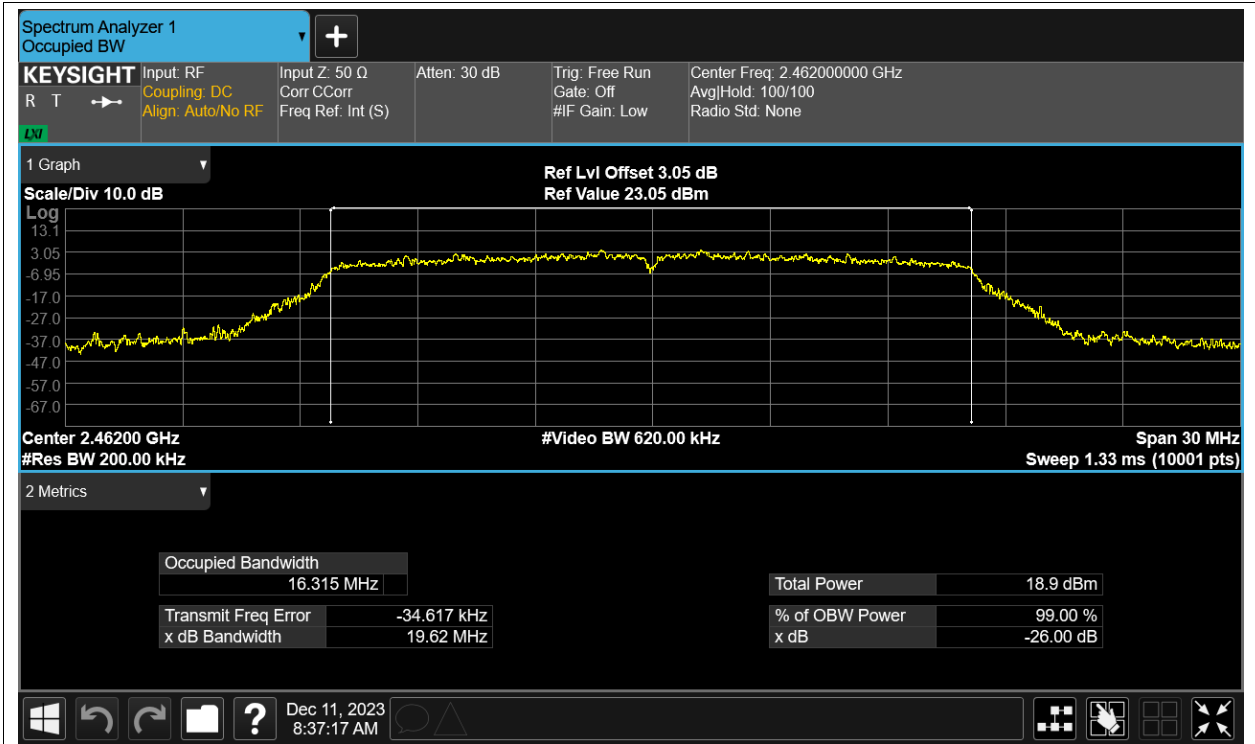 Spectrum Analyzer 1
Occupied BW
▼
+
KEYSIGHT
R T
LXI
Input: RF
Coupling: DC
Align: Auto/No RF
Input Z: 50 Ω
Corr CCorr
Freq Ref: Int (S)
Atten: 30 dB
Trig: Free Run
Gate: Off
#IF Gain: Low
Center Freq: 2.462000000 GHz
Avg|Hold: 100/100
Radio Std: None
1 Graph ▼
Scale/Div 10.0 dB
Ref Lvl Offset 3.05 dB
Ref Value 23.05 dBm
Log
13.1
3.05
-6.95
-17.0
-27.0
-37.0
-47.0
-57.0
-67.0
Center 2.46200 GHz
#Res BW 200.00 kHz
#Video BW 620.00 kHz
Span 30 MHz
Sweep 1.33 ms (10001 pts)
2 Metrics ▼
Occupied Bandwidth
16.315 MHz
Transmit Freq Error -34.617 kHz
x dB Bandwidth 19.62 MHz
Total Power 18.9 dBm
% of OBW Power 99.00 %
x dB -26.00 dB
?
Dec 11, 2023
8:37:17 AM